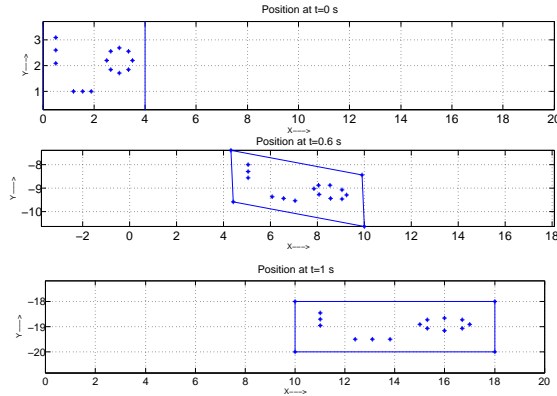 Position at t=0 s
3
2
1
Y--->
0 2 4 6 8 10 12 14 16 18 20
X--->
Position at t=0.6 s
−8
−9
−10
Y--->
−2 0 2 4 6 8 10 12 14 16 18
X--->
Position at t=1 s
−18
−19
−20
Y--->
0 2 4 6 8 10 12 14 16 18 20
X--->